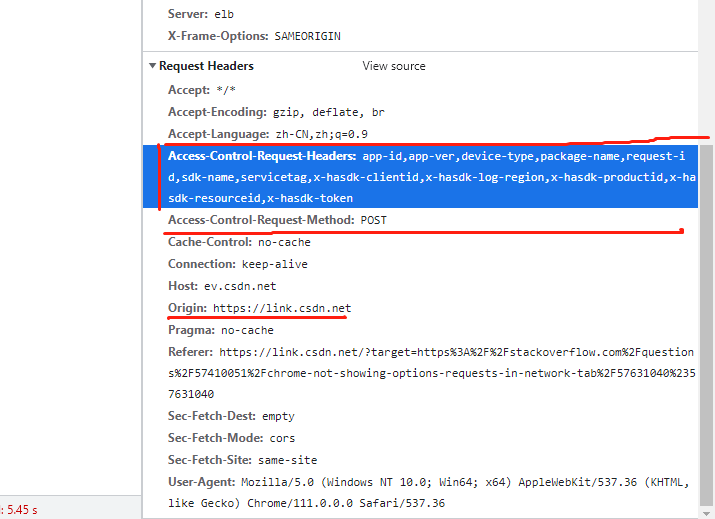 Server: elb
X-Frame-Options: SAMEORIGIN
▼Request Headers View source
Accept: */*
Accept-Encoding: gzip, deflate, br
Accept-Language: zh-CN,zh;q=0.9
Access-Control-Request-Headers: app-id,app-ver,device-type,package-name,request-i
d,sdk-name,servicetag,x-hasdk-clientid,x-hasdk-log-region,x-hasdk-productid,x-ha
sdk-resourceid,x-hasdk-token
Access-Control-Request-Method: POST
Cache-Control: no-cache
Connection: keep-alive
Host: ev.csdn.net
Origin: https://link.csdn.net
Pragma: no-cache
Referer: https://link.csdn.net/?target=https%3A%2F%2Fstackoverflow.com%2Fquestion
s%2F57410051%2Fchrome-not-showing-options-requests-in-network-tab%2F57631040%235
7631040
Sec-Fetch-Dest: empty
Sec-Fetch-Mode: cors
Sec-Fetch-Site: same-site
User-Agent: Mozilla/5.0 (Windows NT 10.0; Win64; x64) AppleWebKit/537.36 (KHTML,
like Gecko) Chrome/111.0.0.0 Safari/537.36
: 5.45 s